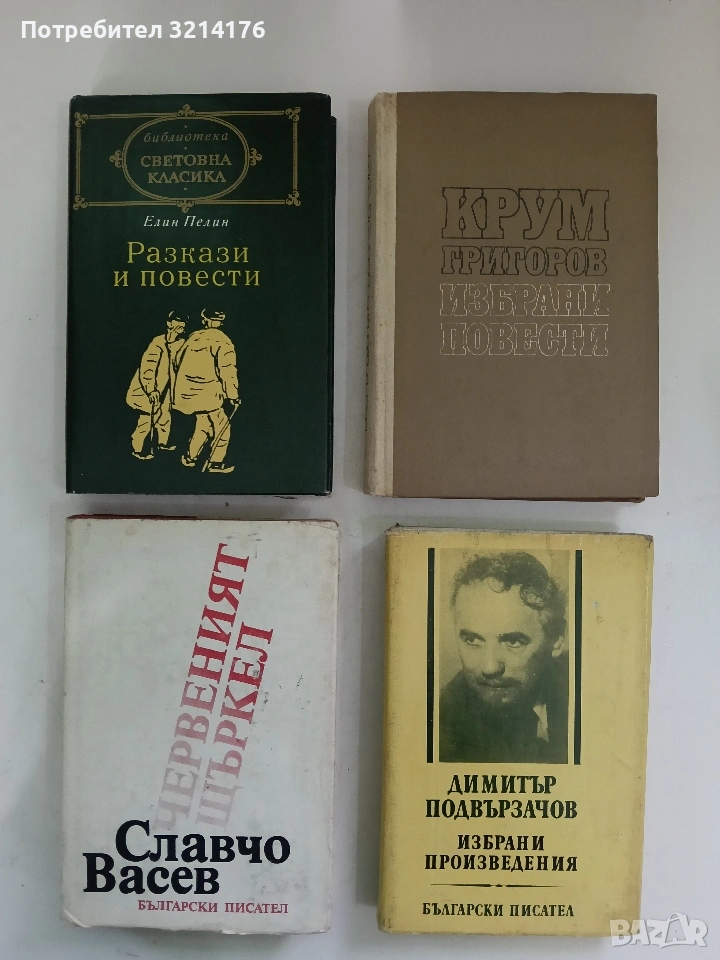 Потребител 3214176
библиотека
СВЕТОВНА
КЛАСИКА
Елин Пелин
Разкази
и повести
КРУМ
ГРИГОРОВ
ИЗБРАНИ
ПОВЕСТИ
ЧЕРВЕНИЯТ
ЩЪРКЕЛ
Славчо
Васев
БЪЛГАРСКИ ПИСАТЕЛ
ДИМИТЪР
ПОДВЪРЗАЧОВ
ИЗБРАНИ
ПРОИЗВЕДЕНИЯ
БЪЛГАРСКИ ПИСАТЕЛ
BAZAR